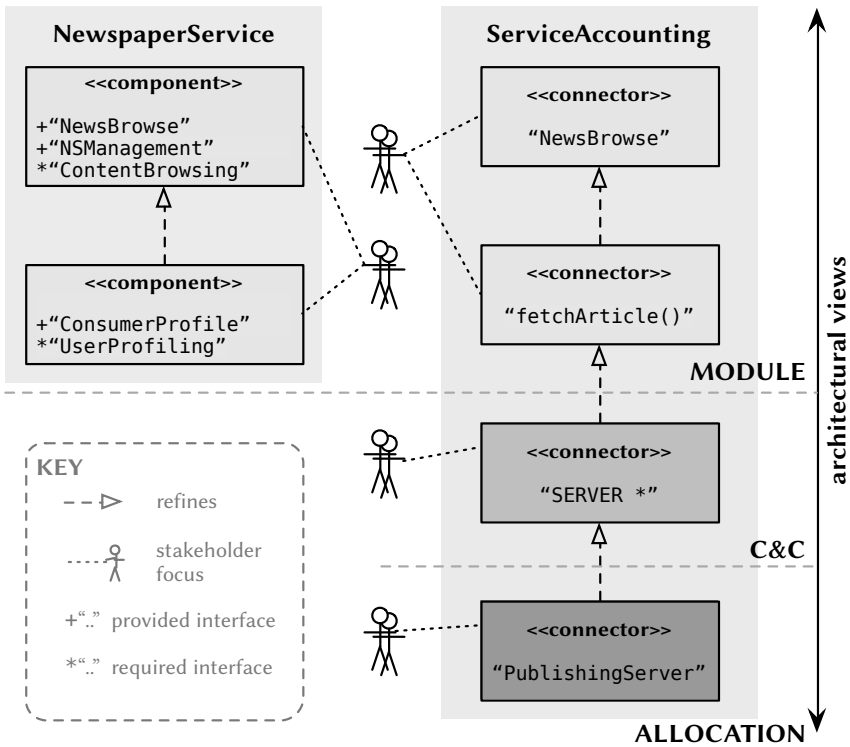 NewspaperService
<<component>>
+“NewsBrowse”
+“NSManagement”
*“ContentBrowsing”
<<component>>
+“ConsumerProfile”
*“UserProfiling”
ServiceAccounting
<<connector>>
“NewsBrowse”
<<connector>>
“fetchArticle()”
MODULE
<<connector>>
“SERVER *”
C&C
<<connector>>
“PublishingServer”
ALLOCATION
architectural views
KEY
refines
stakeholder
focus
+“..” provided interface
*“..” required interface